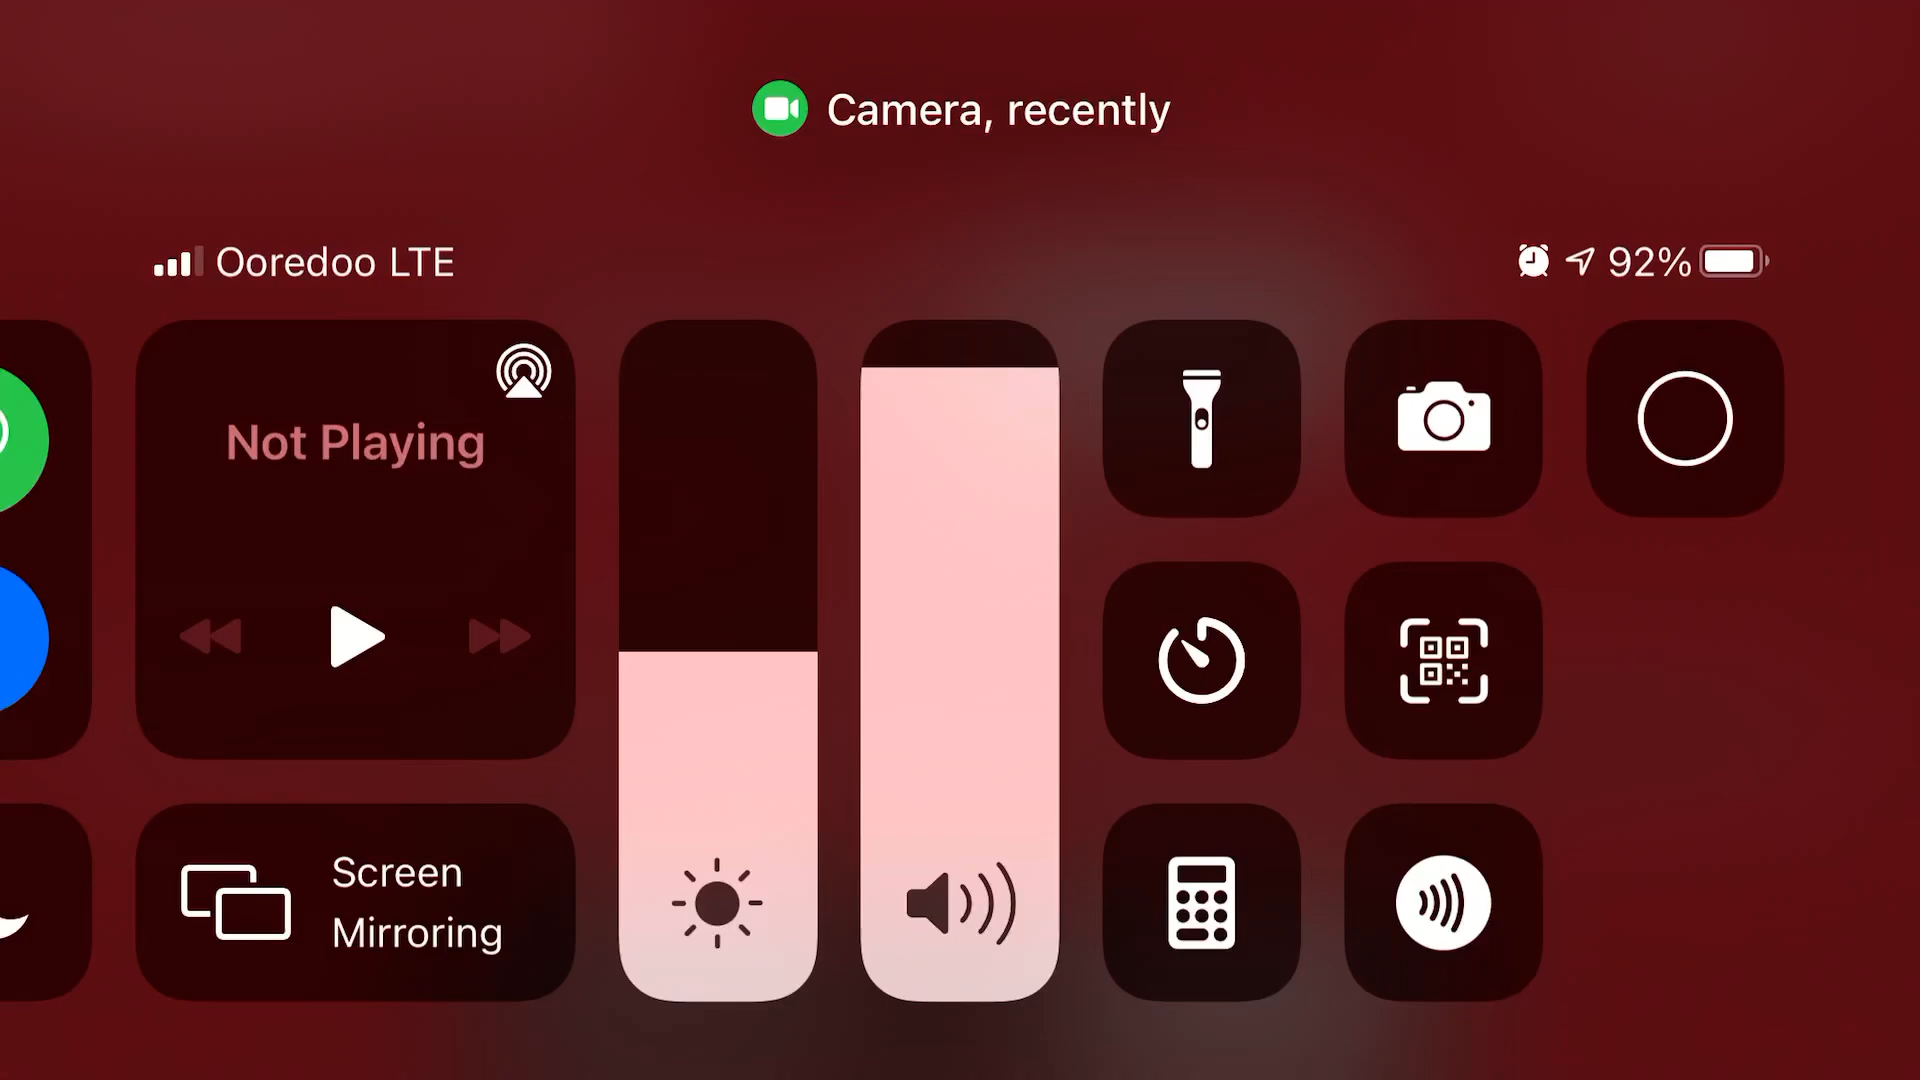 Camera, recently
Ooredoo LTE
92%
Not Playing
Screen
Mirroring